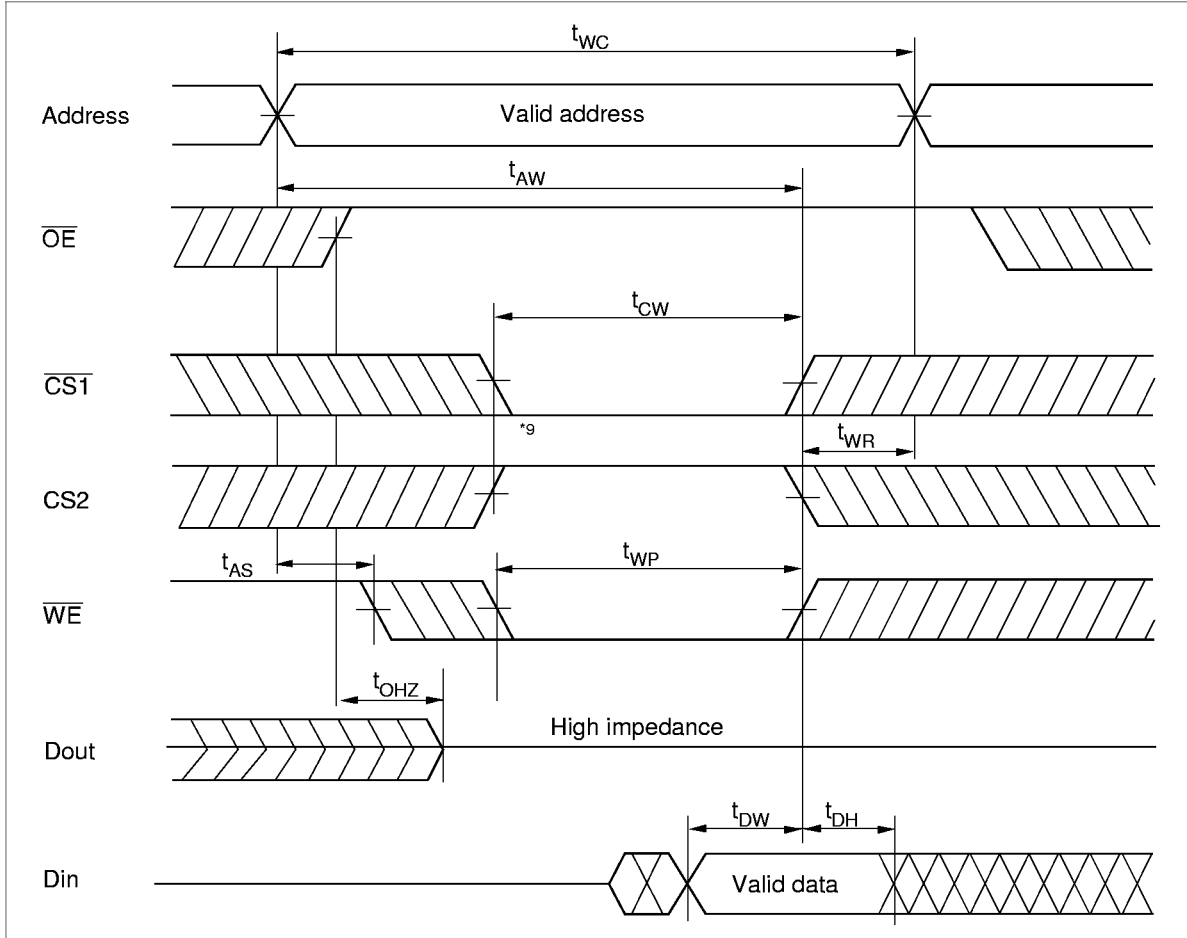 tWC
Address
Valid address
tAW
OE
tCW
CS1
*9
tWR
CS2
tAS
tWP
WE
tOHZ
High impedance
Dout
tDW
tDH
Din
Valid data